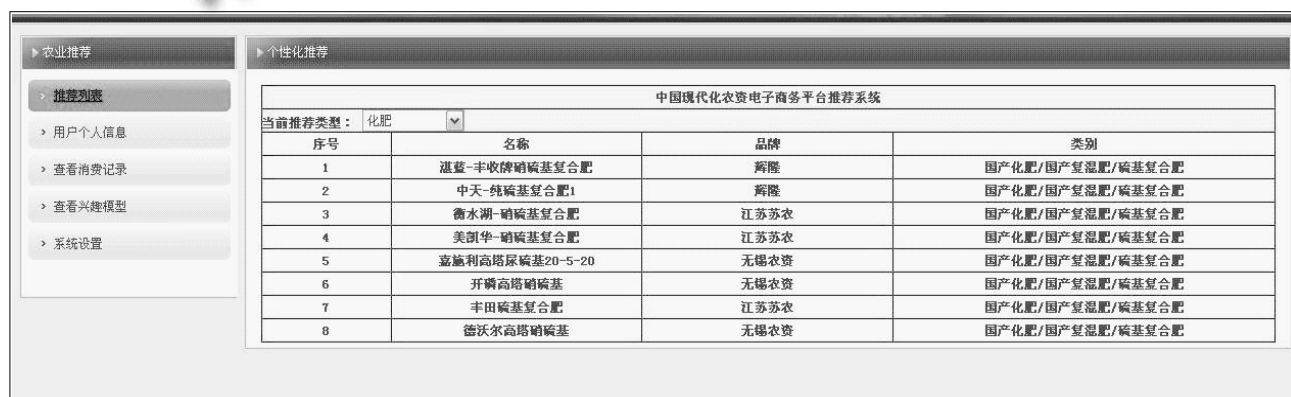 农业推荐
推荐列表
用户个人信息
查看消费记录
查看兴趣模型
系统设置
个性化推荐
中国现代化农资电子商务平台推荐系统
当前推荐类型： 化肥
序号 名称 品牌 类别
1 湛蓝-丰收牌硝硫基复合肥 辉隆 国产化肥/国产复混肥/硫基复合肥
2 中天-纯硫基复合肥1 辉隆 国产化肥/国产复混肥/硫基复合肥
3 衡水湖-硝硫基复合肥 江苏苏农 国产化肥/国产复混肥/硫基复合肥
4 美凯华-硝硫基复合肥 江苏苏农 国产化肥/国产复混肥/硫基复合肥
5 嘉施利高塔尿硫基20-5-20 无锡农资 国产化肥/国产复混肥/硫基复合肥
6 开磷高塔硝硫基 无锡农资 国产化肥/国产复混肥/硫基复合肥
7 丰田硫基复合肥 江苏苏农 国产化肥/国产复混肥/硫基复合肥
8 德沃尔高塔硝硫基 无锡农资 国产化肥/国产复混肥/硫基复合肥